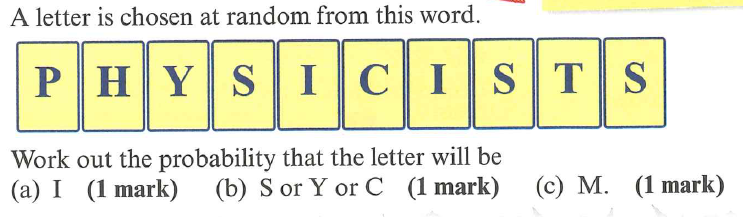 A letter is chosen at random from this word.
P H Y S I C I S T S
Work out the probability that the letter will be
(a) I (1 mark) (b) S or Y or C (1 mark) (c) M. (1 mark)